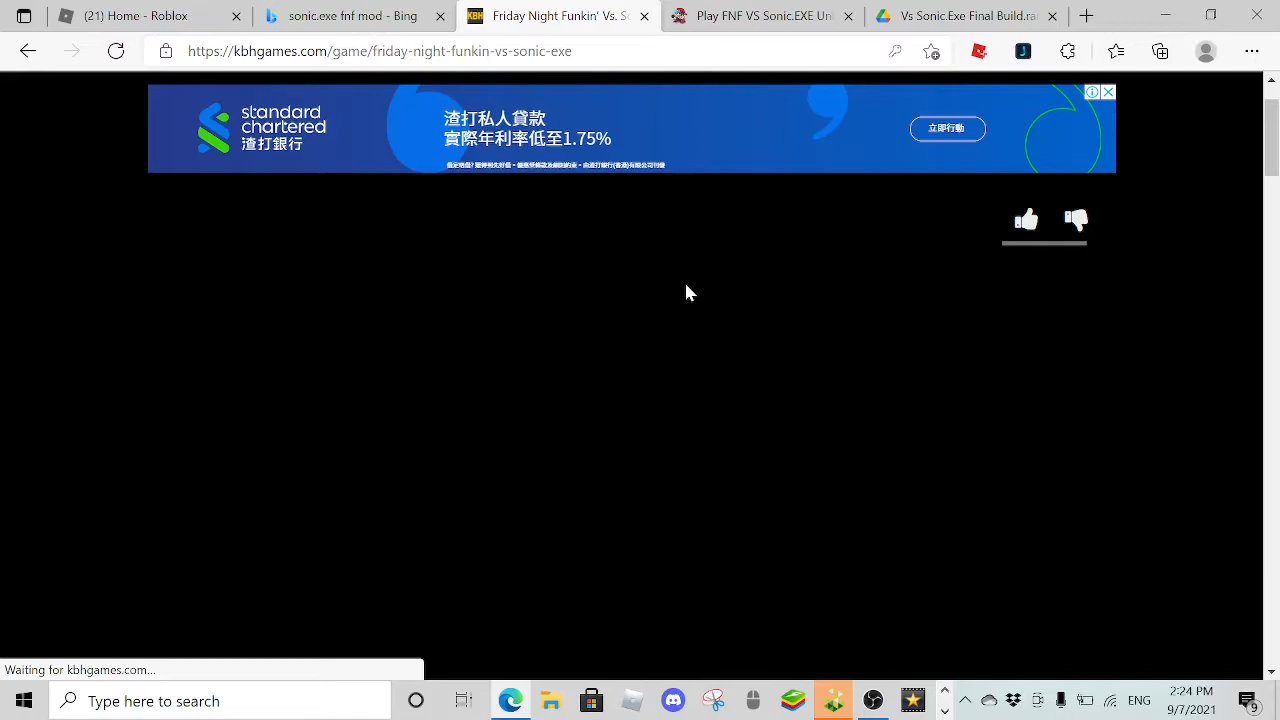 (21) Home - Roblox
sonic.exe fnf mod - Bing
KBH
Friday Night Funkin' Vs. S
Play FNF VS Sonic.EXE Un
VS Sonic.Exe Final Build.rar
https://kbhgames.com/game/friday-night-funkin-vs-sonic-exe
standard
chartered
渣打銀行
渣打私人貸款
實際年利率低至1.75%
立即行動
Waiting for kbhgames.com...
Type here to search
ENG
2:24 PM
9/7/2021
9